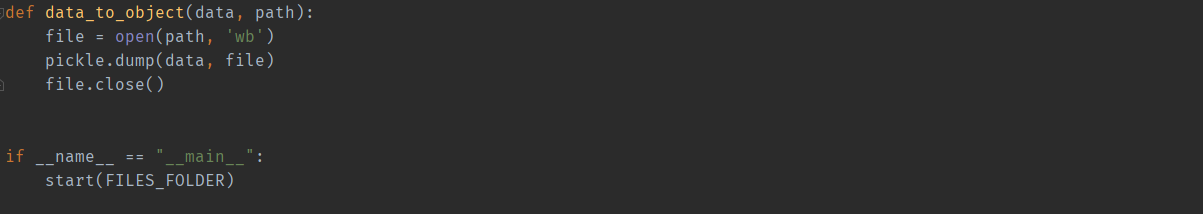 def data_to_object(data, path):
    file = open(path, 'wb')
    pickle.dump(data, file)
    file.close()
if __name__ == "__main__":
    start(FILES_FOLDER)